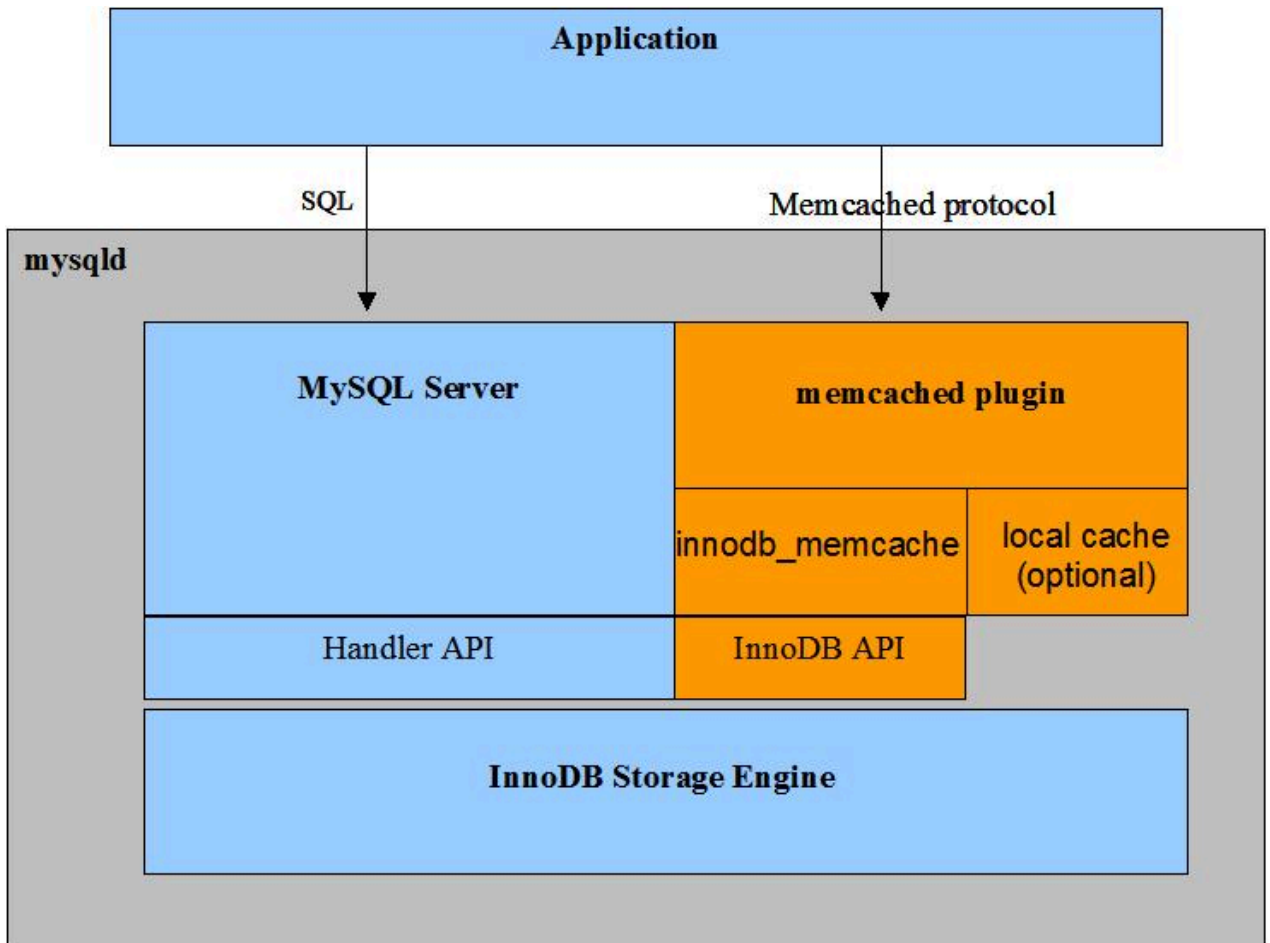 Application
SQL
Memcached protocol
mysqld
MySQL Server
memcached plugin
innodb_memcache
local cache
(optional)
Handler API
InnoDB API
InnoDB Storage Engine